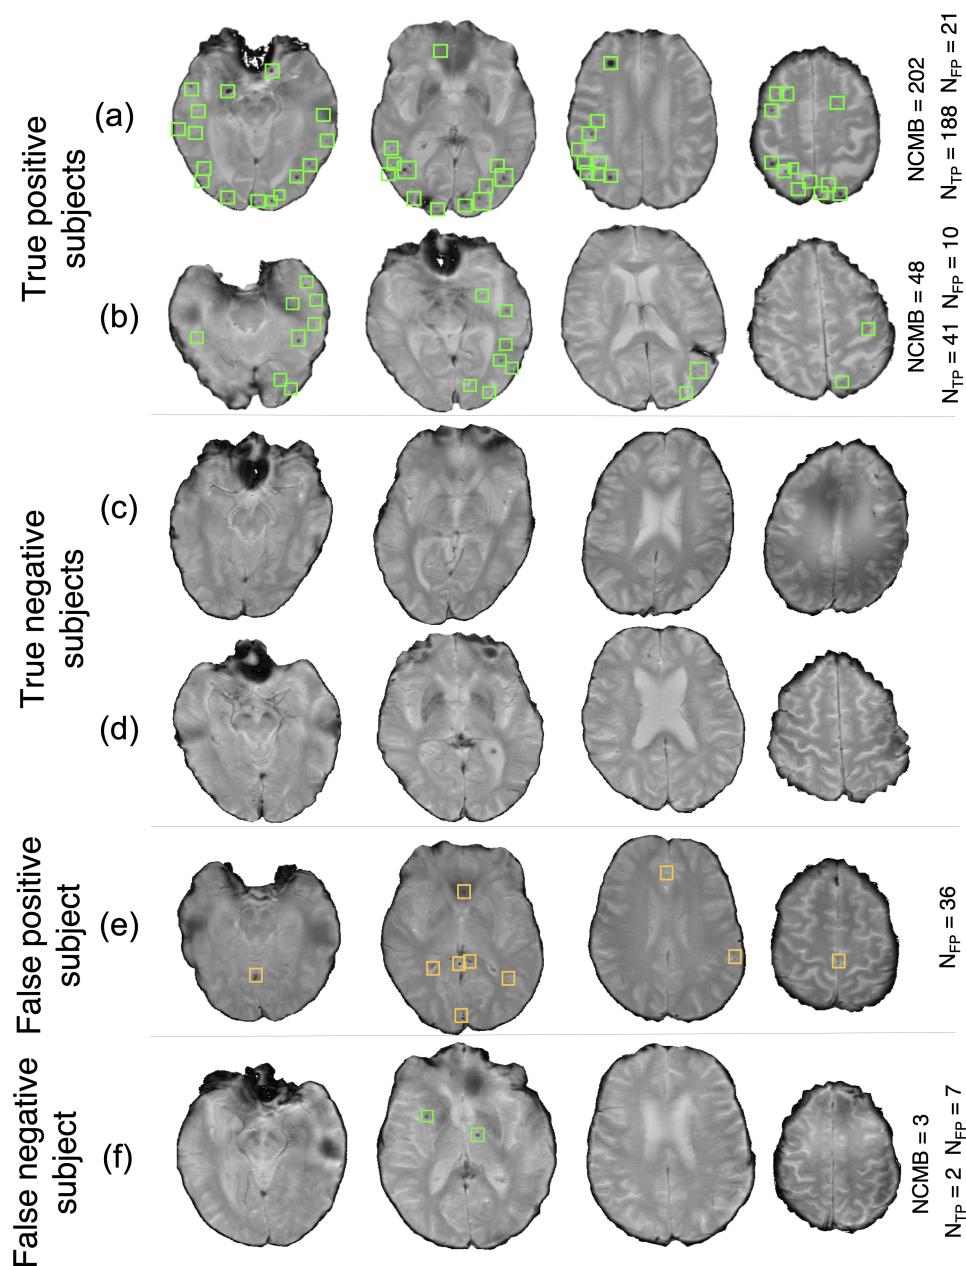 True positive
subjects
(a)
NCMB = 202
N_TP = 188 N_FP = 21
(b)
NCMB = 48
N_TP = 41 N_FP = 10
True negative
subjects
(c)
(d)
False positive
subject
(e)
N_FP = 36
False negative
subject
(f)
NCMB = 3
N_TP = 2 N_FP = 7